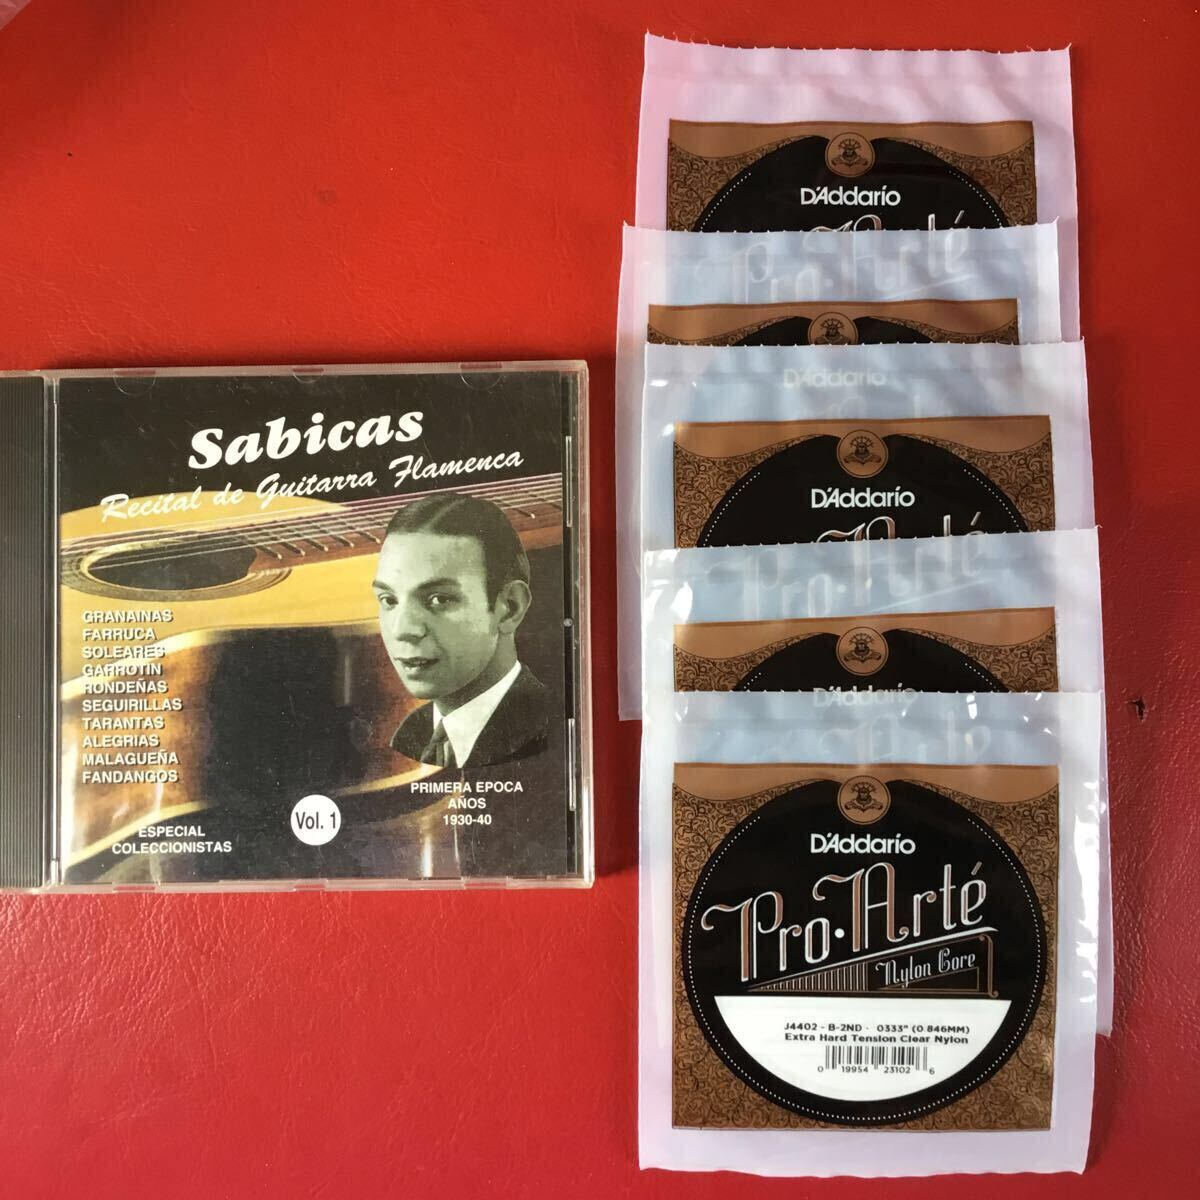 Sabicas
Recital de Guitarra Flamenca
GRANAINAS
FARRUCA
SOLEARES
GARROTIN
RONDEÑAS
SEGUIRILLAS
TARANTAS
ALEGRIAS
MALAGUEÑA
FANDANGOS
ESPECIAL
COLECCIONISTAS
Vol. 1
PRIMERA EPOCA
AÑOS
1930-40
D'Addario
Pro·Arté
D'Addario
D'Addario
Pro·Arté
D'Addario
D'Addario
Pro·Arté
Nylon Core
J4402 - B-2ND - .0333" (0.846MM)
Extra Hard Tension Clear Nylon
0 19954 23102 6